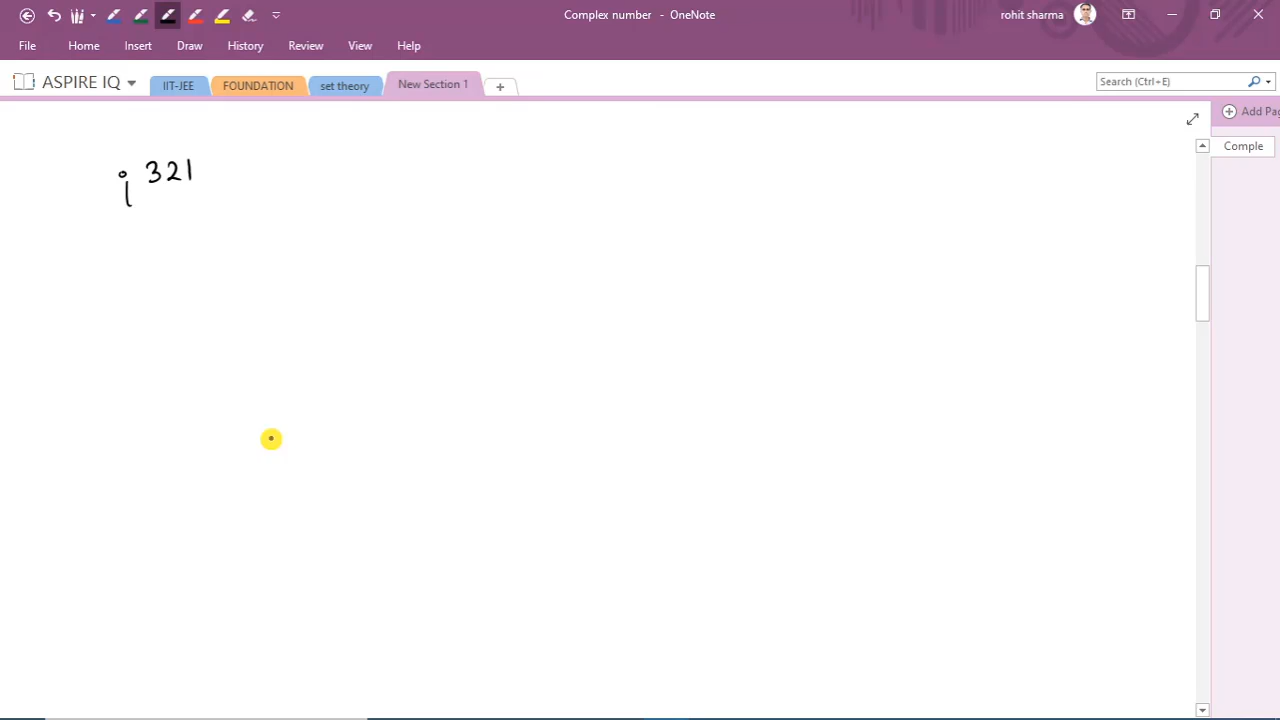 Complex number - OneNote
rohit sharma
File Home Insert Draw History Review View Help
ASPIRE IQ IIT-JEE FOUNDATION set theory New Section 1 +
Search (Ctrl+E)
Add Pag
Comple
i 321